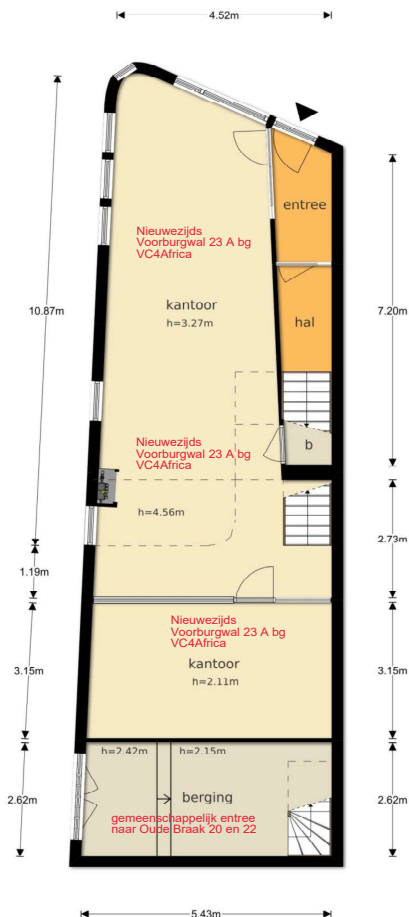 4.52m
entree
Nieuwezijds
Voorburgwal 23 A bg
VC4Africa
kantoor
h=3.27m
10.87m
7.20m
hal
Nieuwezijds
Voorburgwal 23 A bg
VC4Africa
b
h=4.56m
2.73m
1.19m
Nieuwezijds
Voorburgwal 23 A bg
VC4Africa
kantoor
h=2.11m
3.15m
3.15m
h=2.42m
h=2.15m
berging
2.62m
2.62m
gemeenschappelijk entree
naar Oude Braak 20 en 22
5.43m